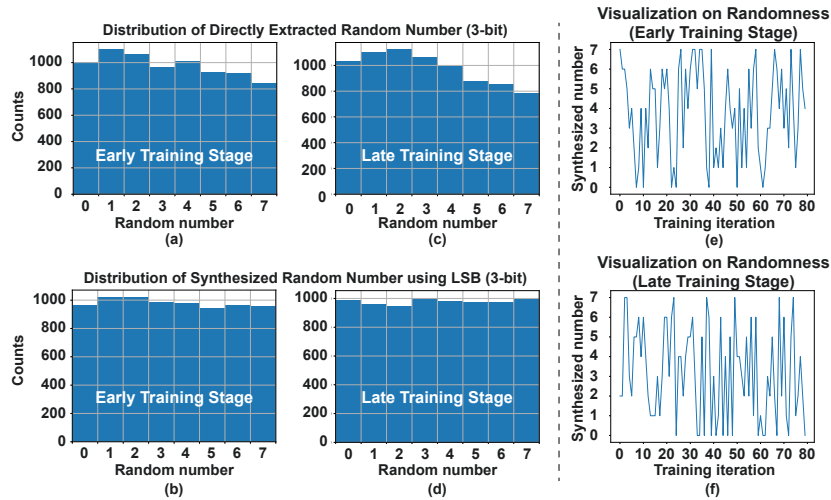 Distribution of Directly Extracted Random Number (3-bit)
Counts
1000
800
600
400
200
0
Early Training Stage
0 1 2 3 4 5 6 7
Random number
(a)
1000
800
600
400
200
0
Late Training Stage
0 1 2 3 4 5 6 7
Random number
(c)
Visualization on Randomness
(Early Training Stage)
Synthesized number
7
6
5
4
3
2
1
0
0 10 20 30 40 50 60 70 80
Training iteration
(e)
Distribution of Synthesized Random Number using LSB (3-bit)
Counts
1000
800
600
400
200
0
Early Training Stage
0 1 2 3 4 5 6 7
Random number
(b)
1000
800
600
400
200
0
Late Training Stage
0 1 2 3 4 5 6 7
Random number
(d)
Visualization on Randomness
(Late Training Stage)
Synthesized number
7
6
5
4
3
2
1
0
0 10 20 30 40 50 60 70 80
Training iteration
(f)